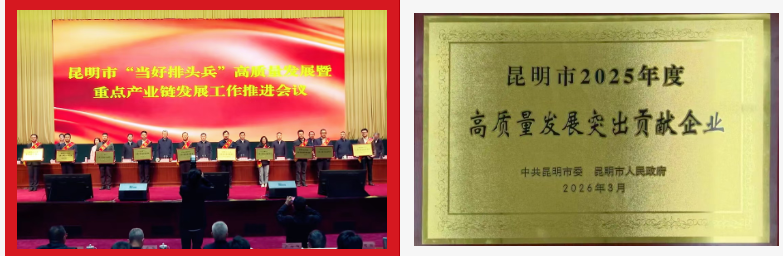 昆明市“当好排头兵”高质量发展暨
重点产业链发展工作推进会议
昆明市2025年度
高质量发展突出贡献企业
中共昆明市委 昆明市人民政府
2026年3月